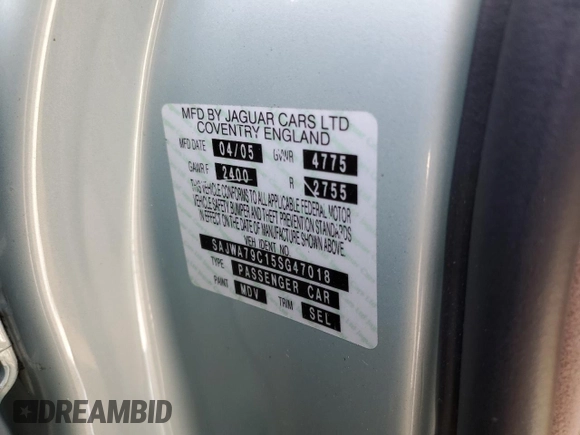 MFD BY JAGUAR CARS LTD
COVENTRY ENGLAND
MFD DATE 04/05 GVWR 4775
GAWR F 2400 R 2755
THIS VEHICLE CONFORMS TO ALL APPLICABLE FEDERAL MOTOR
VEHICLE SAFETY BUMPER AND THEFT PREVENTION STANDARDS
IN EFFECT ON THE DATE OF MANUFACTURE SHOWN ABOVE.
VEH IDENT NO.
SAJWA79C15SG47018
TYPE PASSENGER CAR
PAINT MDV TRIM SEL
DREAMBID